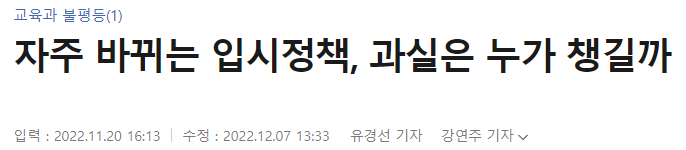 교육과 불평등(1)
자주 바뀌는 입시정책, 과실은 누가 챙길까
입력 : 2022.11.20 16:13 수정 : 2022.12.07 13:33 유경선 기자 강연주 기자